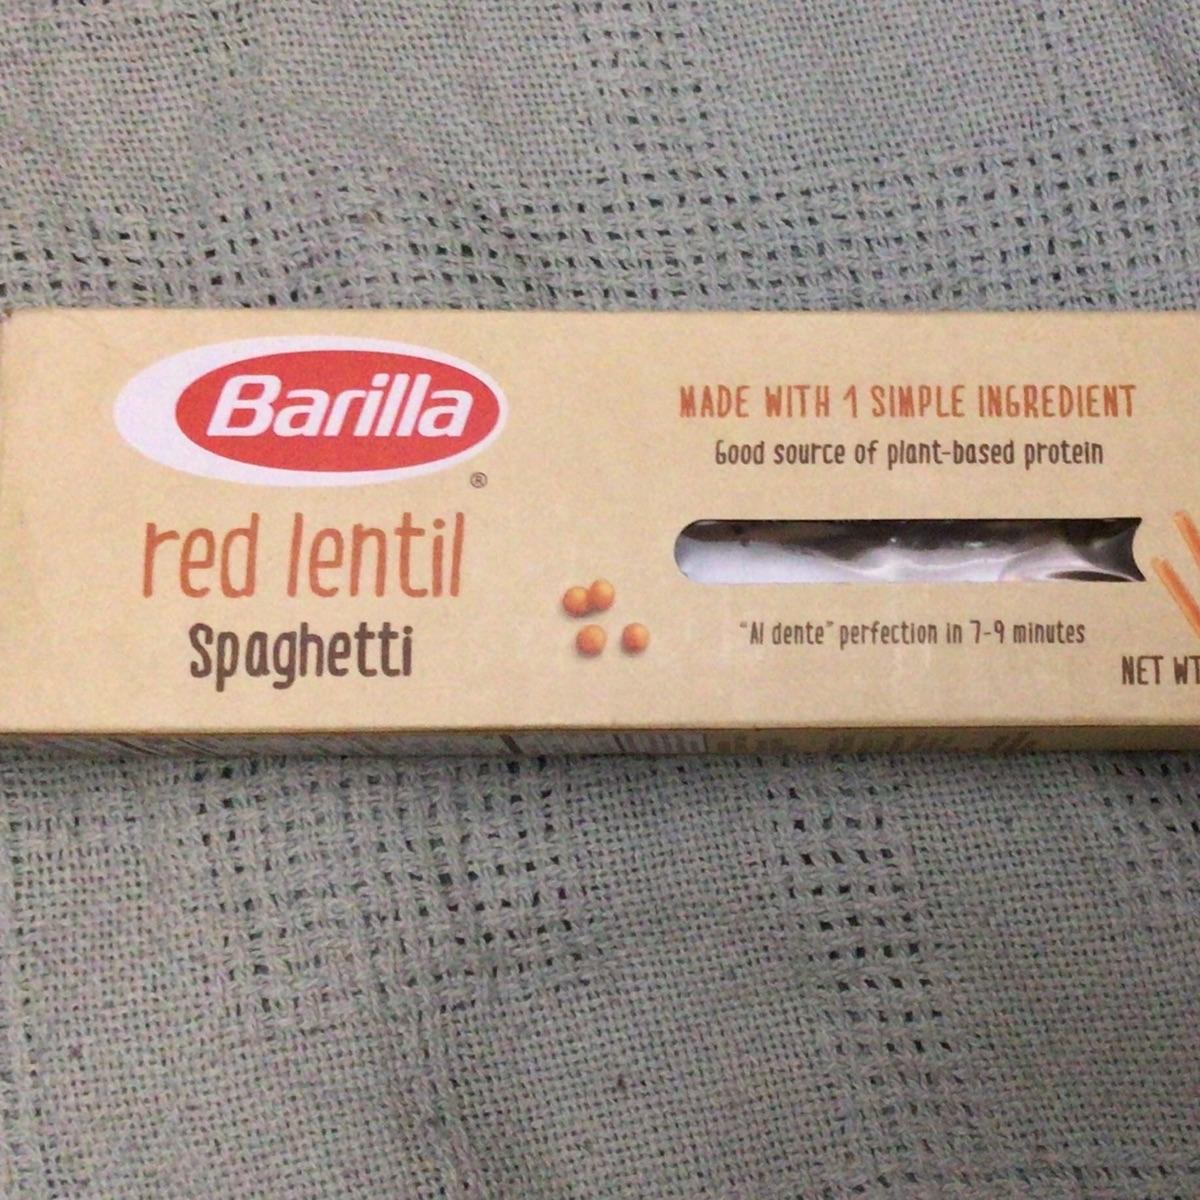 Barilla
®
red lentil
Spaghetti
MADE WITH 1 SIMPLE INGREDIENT
Good source of plant-based protein
"Al dente" perfection in 7-9 minutes
NET WT